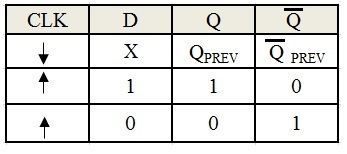 CLK D Q Q̅
↓ X QPREV Q̅ PREV
↑ 1 1 0
↑ 0 0 1